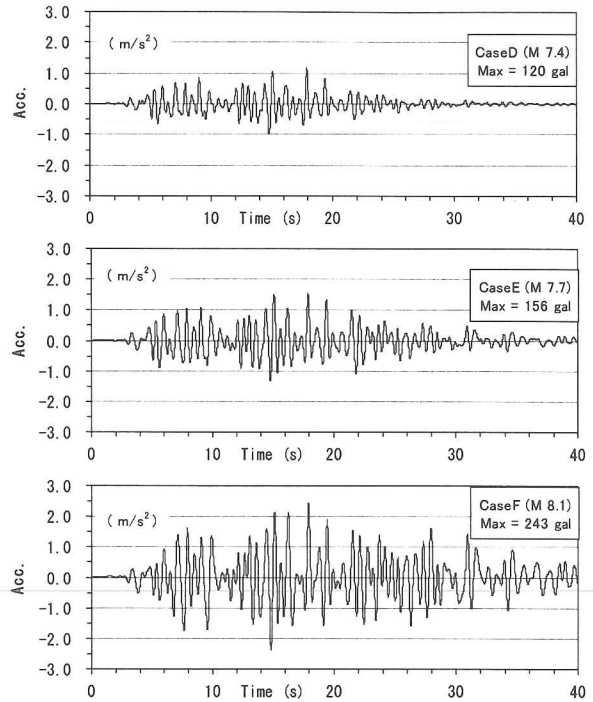 3.0
2.0
1.0
0.0
-1.0
-2.0
-3.0
Acc.
( m/s²)
CaseD (M 7.4)
Max = 120 gal
0 10 Time (s) 20 30 40
3.0
2.0
1.0
0.0
-1.0
-2.0
-3.0
Acc.
( m/s²)
CaseE (M 7.7)
Max = 156 gal
0 10 Time (s) 20 30 40
3.0
2.0
1.0
0.0
-1.0
-2.0
-3.0
Acc.
( m/s²)
CaseF (M 8.1)
Max = 243 gal
0 10 Time (s) 20 30 40